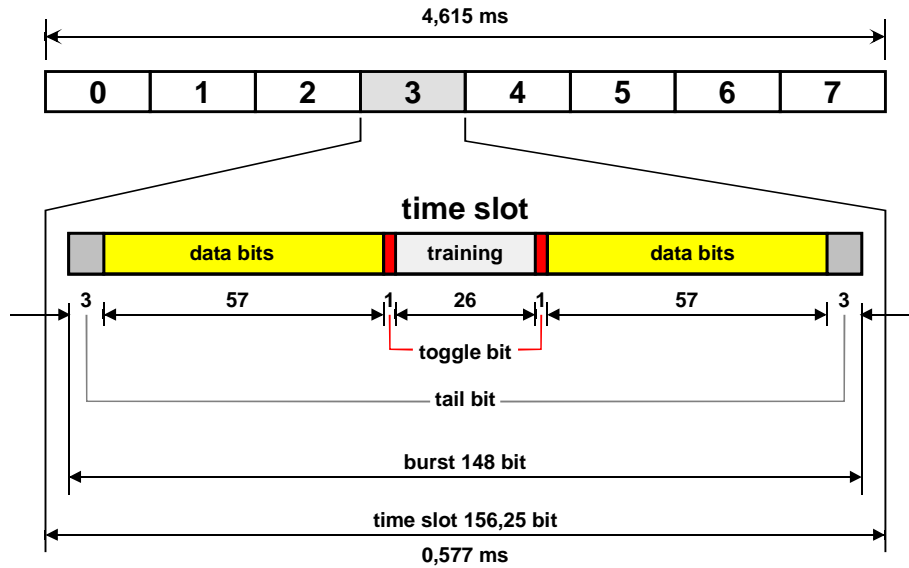 4,615 ms
0 1 2 3 4 5 6 7
time slot
data bits training data bits
3 57 1 26 1 57 3
toggle bit
tail bit
burst 148 bit
time slot 156,25 bit
0,577 ms